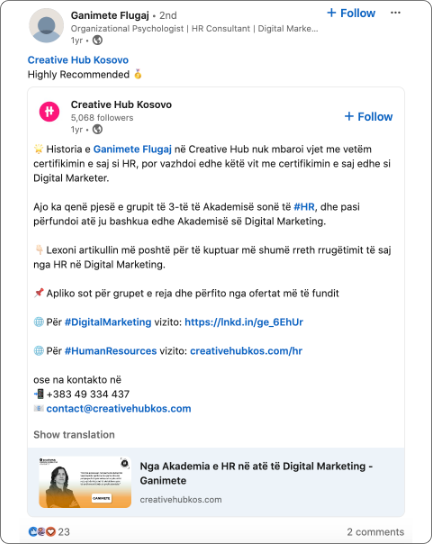 Ganimete Flugaj • 2nd
+ Follow
Organizational Psychologist | HR Consultant | Digital Marke...
1yr •
Creative Hub Kosovo
Highly Recommended 🏅
Creative Hub Kosovo
5,068 followers
+ Follow
1yr •
Historia e Ganimete Flugaj në Creative Hub nuk mbaroi vjet me vetëm
certifikimin e saj si HR, por vazhdoi edhe këtë vit me certifikimin e saj edhe si
Digital Marketer.
Ajo ka qenë pjesë e grupit të 3-të të Akademisë sonë të #HR, dhe pasi
përfundoi atë ju bashkua edhe Akademisë së Digital Marketing.
👇🏻 Lexoni artikullin më poshtë për të kuptuar më shumë rreth rrugëtimit të saj
nga HR në Digital Marketing.
📌 Apliko sot për grupet e reja dhe përfito nga ofertat më të fundit
🌐 Për #DigitalMarketing vizito: https://lnkd.in/ge_6EhUr
🌐 Për #HumanResources vizito: creativehubkos.com/hr
ose na kontakto në
📲 +383 49 334 437
📧 contact@creativehubkos.com
Show translation
GANIMETE
Nga Akademia e HR në atë të Digital Marketing -
Ganimete
creativehubkos.com
23
2 comments